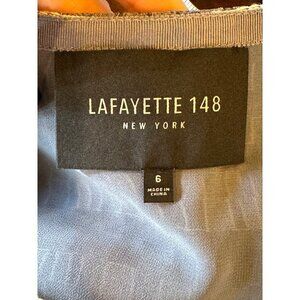 LAFAYETTE 148
NEW YORK
6
MADE IN
CHINA